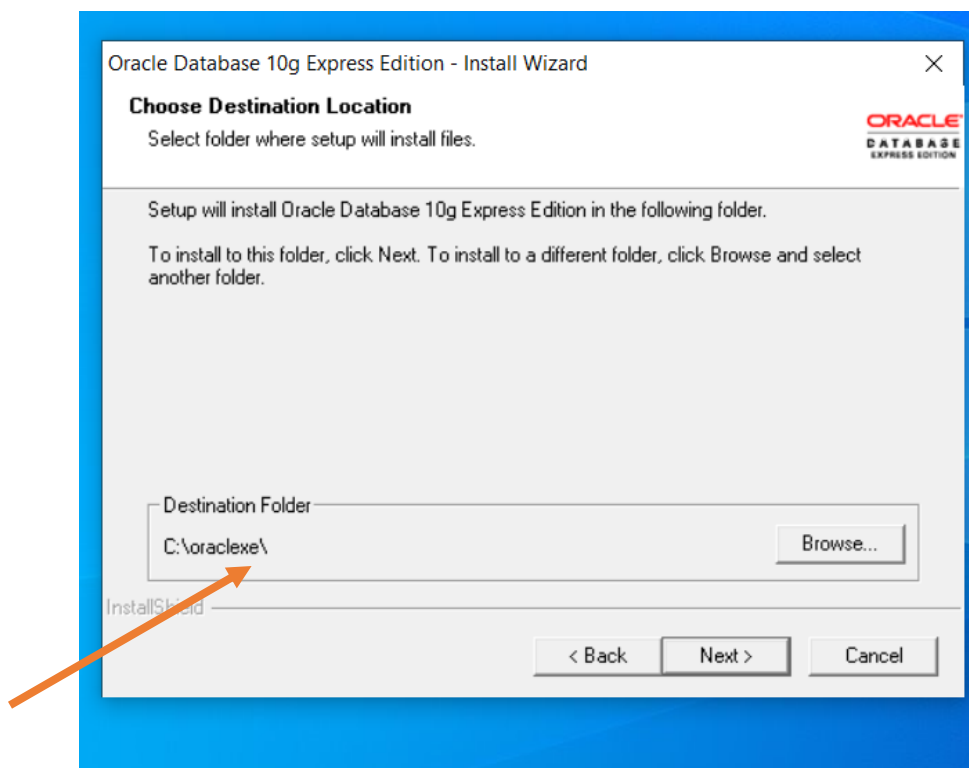 Oracle Database 10g Express Edition - Install Wizard
Choose Destination Location
Select folder where setup will install files.
ORACLE
DATABASE
EXPRESS EDITION
Setup will install Oracle Database 10g Express Edition in the following folder.
To install to this folder, click Next. To install to a different folder, click Browse and select
another folder.
Destination Folder
C:\oraclexe\
Browse...
InstallShield
< Back
Next >
Cancel